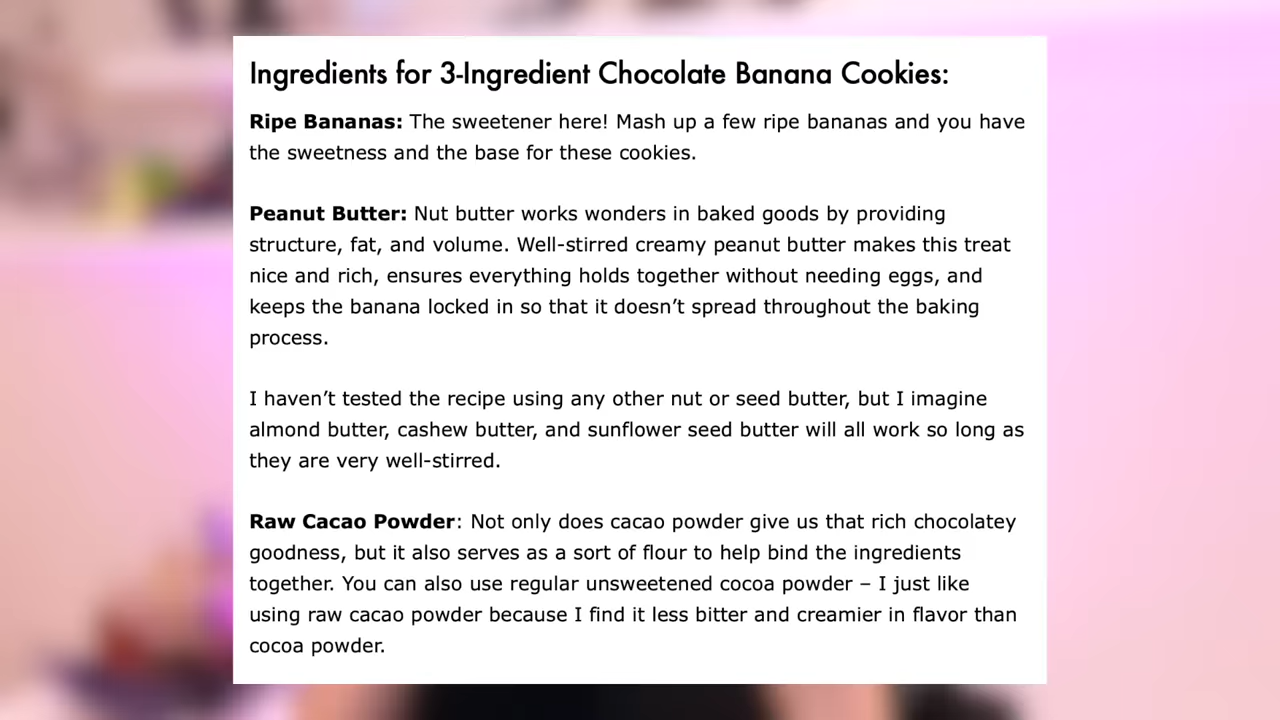 Ingredients for 3-Ingredient Chocolate Banana Cookies:
Ripe Bananas: The sweetener here! Mash up a few ripe bananas and you have
the sweetness and the base for these cookies.
Peanut Butter: Nut butter works wonders in baked goods by providing
structure, fat, and volume. Well-stirred creamy peanut butter makes this treat
nice and rich, ensures everything holds together without needing eggs, and
keeps the banana locked in so that it doesn’t spread throughout the baking
process.
I haven’t tested the recipe using any other nut or seed butter, but I imagine
almond butter, cashew butter, and sunflower seed butter will all work so long as
they are very well-stirred.
Raw Cacao Powder: Not only does cacao powder give us that rich chocolatey
goodness, but it also serves as a sort of flour to help bind the ingredients
together. You can also use regular unsweetened cocoa powder – I just like
using raw cacao powder because I find it less bitter and creamier in flavor than
cocoa powder.